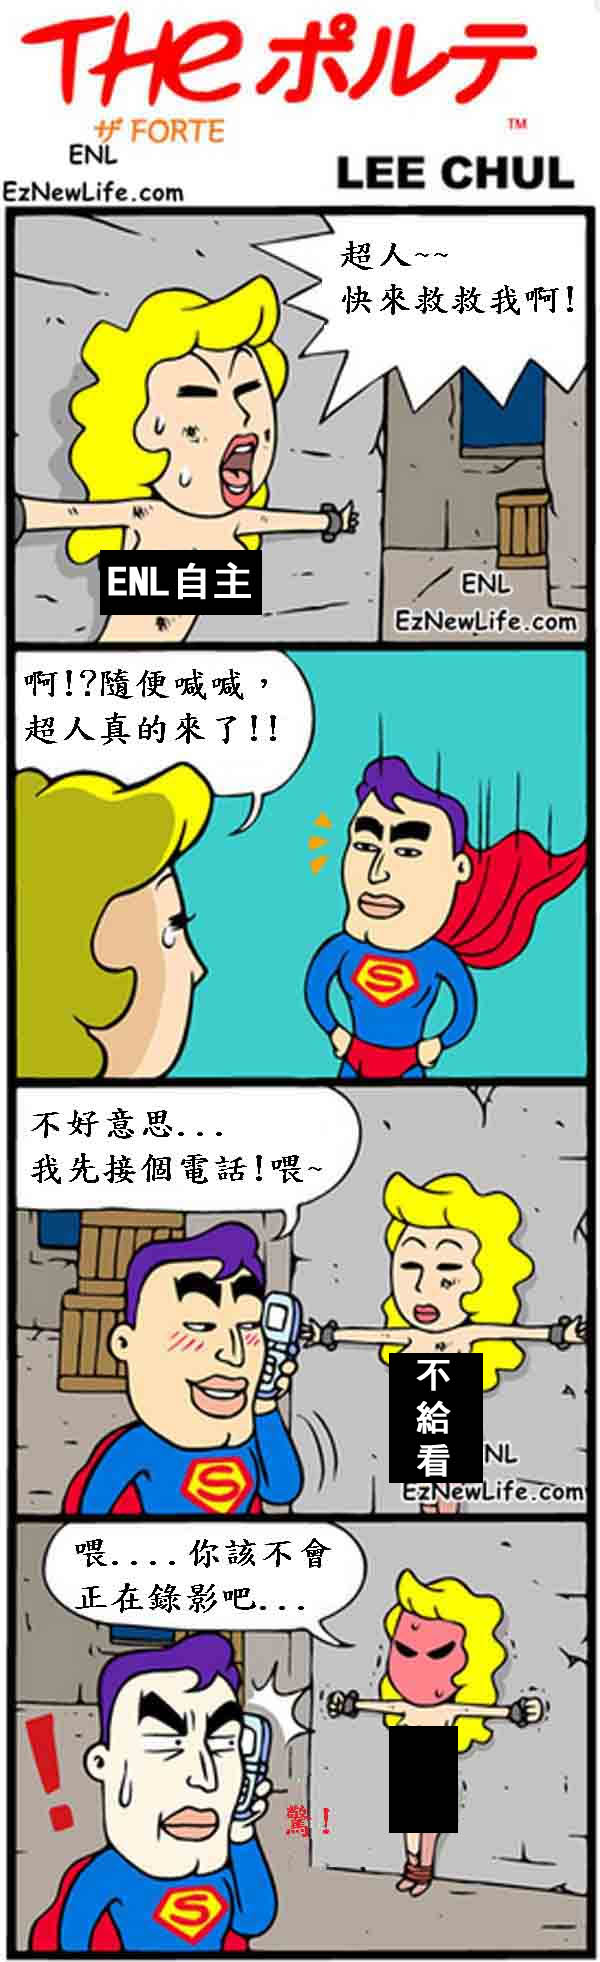 THe ポルテ
ザ FORTE
TM
ENL
EzNewLife.com
LEE CHUL
超人~~
快來救救我啊!
ENL自主
ENL
EzNewLife.com
啊!?隨便喊喊，
超人真的來了!!
S
不好意思...
我先接個電話!喂~
不
給
看
NL
EzNewLife.com
S
喂....你該不會
正在錄影吧...
!
驚!
S